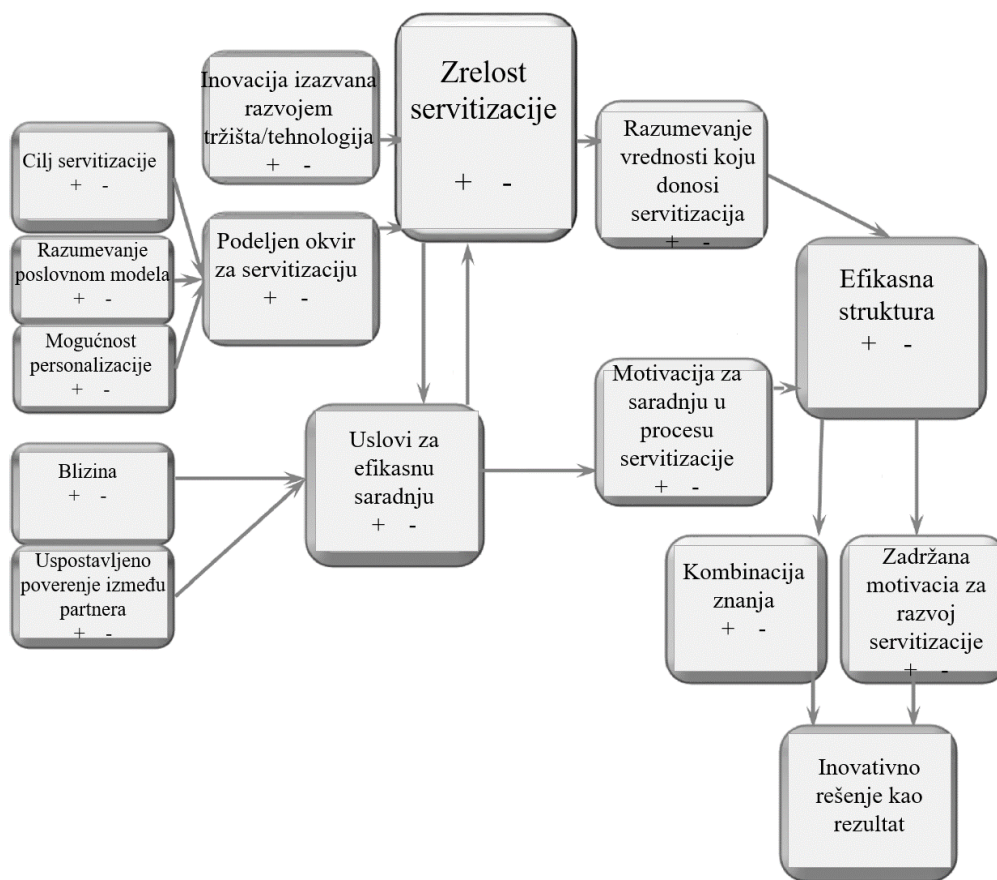 Inovacija izazvana
razvojem
tržišta/tehnologija
+ -
Zrelost
servitizacije
+ -
Razumevanje
vrednosti koju
donosi
servitizacija
+ -
Cilj servitizacije
+ -
Razumevanje
poslovnom modela
+ -
Mogućnost
personalizacije
+ -
Podeljen okvir
za servitizaciju
+ -
Efikasna
struktura
+ -
Motivacija za
saradnju u
procesu
servitizacije
+ -
Blizina
+ -
Uspostavljeno
poverenje između
partnera
+ -
Uslovi za
efikasnu
saradnju
+ -
Kombinacija
znanja
+ -
Zadržana
motivacia za
razvoj
servitizacije
+ -
Inovativno
rešenje kao
rezultat